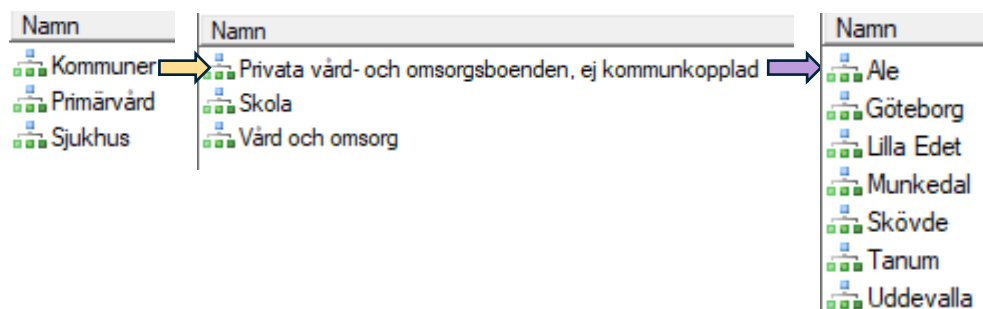 Namn
Kommuner
Primärvård
Sjukhus
Namn
Privata vård- och omsorgsboenden, ej kommunkopplad
Skola
Vård och omsorg
Namn
Ale
Göteborg
Lilla Edet
Munkedal
Skövde
Tanum
Uddevalla